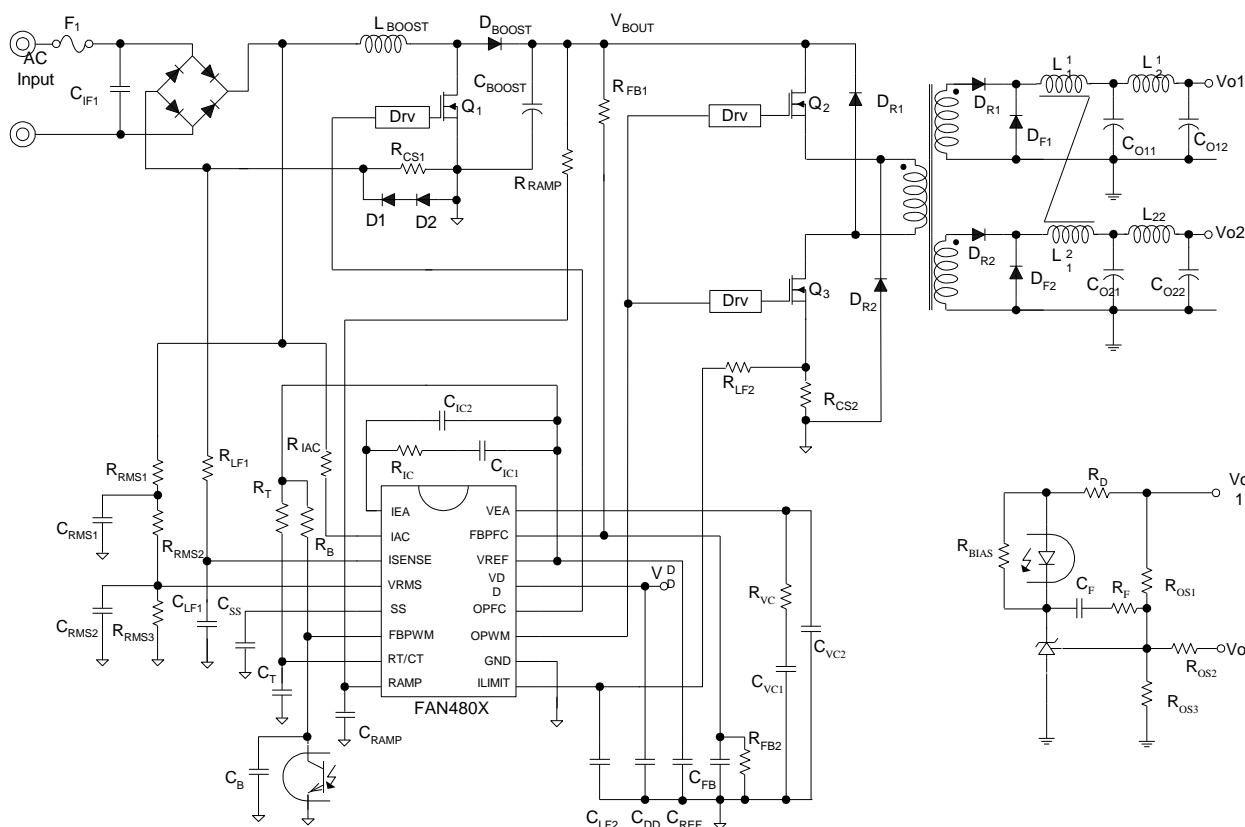 F1
AC
Input
CIF1
LBOOST
DBOOST
VBOUT
CBOOST
Drv
Q1
RCS1
D1
D2
RRAMP
RFB1
Drv
Q2
DR1
Drv
Q3
DR2
RLF2
RCS2
DR1
DF1
L11
L12
Vo1
CO11
CO12
DR2
DF2
L21
L22
Vo2
CO21
CO22
RRMS1
CRMS1
RRMS2
CRMS2
RRMS3
RLF1
CLF1
CSS
RIAC
RT
RB
CT
CB
CIC2
RIC
CIC1
IEA
IAC
ISENSE
VRMS
SS
FBPWM
RT/CT
RAMP
VEA
FBPFC
VREF
VDD
OPFC
OPWM
GND
ILIMIT
FAN480X
CRAMP
VDD
RVC
CVC1
CVC2
RFB2
CFB
CLF2
CDD
CREF
RD
Vo
1
RBIAS
CF
RF
ROS1
ROS2
Vo
ROS3